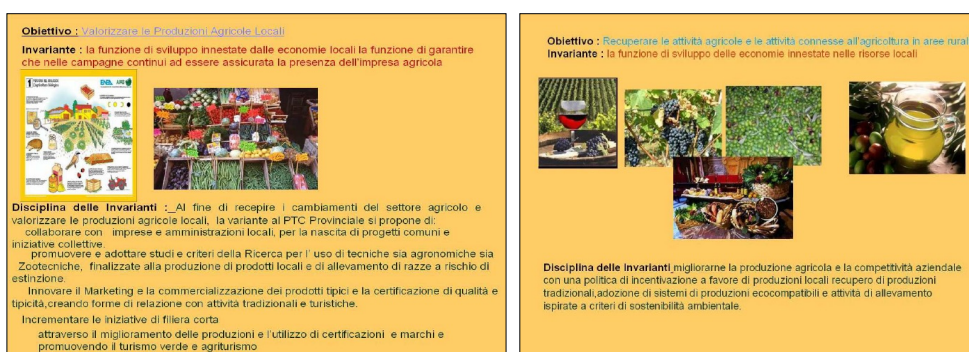 Obiettivo : Valorizzare le Produzioni Agricole Locali
Invariante : la funzione di sviluppo innestate dalle economie locali la funzione di garantire
che nelle campagne continui ad essere assicurata la presenza dell'impresa agricola
Disciplina delle Invarianti : Al fine di recepire i cambiamenti del settore agricolo e
valorizzare le produzioni agricole locali, la variante al PTC Provinciale si propone di:
collaborare con imprese e amministrazioni locali, per la nascita di progetti comuni e
iniziative collettive.
promuovere e adottare studi e criteri della Ricerca per l' uso di tecniche sia agronomiche sia
Zootecniche, finalizzate alla produzione di prodotti locali e di allevamento di razze a rischio di
estinzione.
Innovare il Marketing e la commercializzazione dei prodotti tipici e la certificazione di qualità e
tipicità,creando forme di relazione con attività tradizionali e turistiche.
Incrementare le iniziative di filiera corta
attraverso il miglioramento delle produzioni e l'utilizzo di certificazioni e marchi e
promuovendo il turismo verde e agriturismo
Obiettivo : Recuperare le attività agricole e le attività connesse all'agricoltura in aree rural
Invariante : la funzione di sviluppo delle economie innestate nelle risorse locali
Disciplina delle Invarianti migliorarne la produzione agricola e la competitività aziendale
con una politica di incentivazione a favore di produzioni locali recupero di produzioni
tradizionali,adozione di sistemi di produzioni ecocompatibili e attività di allevamento
ispirate a criteri di sostenibilità ambientale.